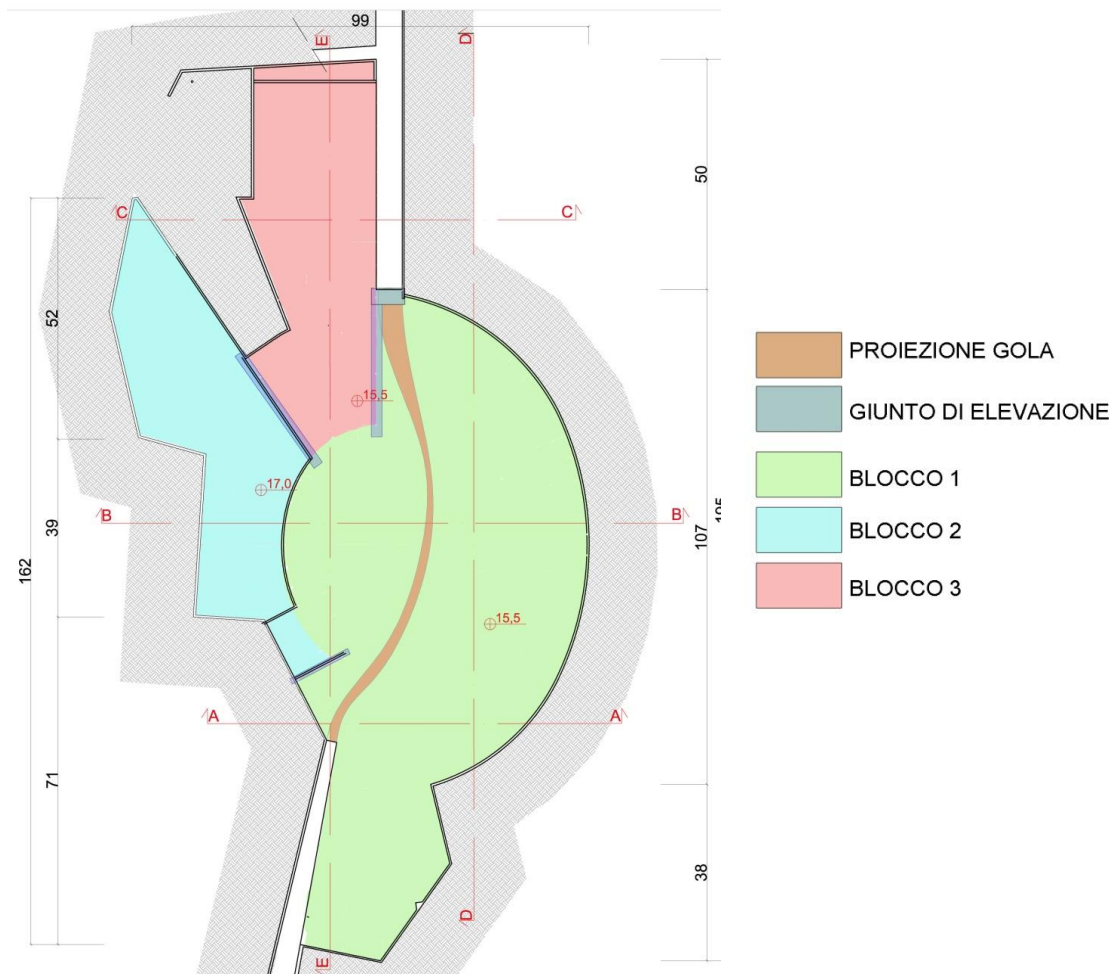 99
E
D
50
C
C
52
15,5
17,0
B
B
39
107
195
162
15,5
A
A
71
38
D
E
PROIEZIONE GOLA
GIUNTO DI ELEVAZIONE
BLOCCO 1
BLOCCO 2
BLOCCO 3